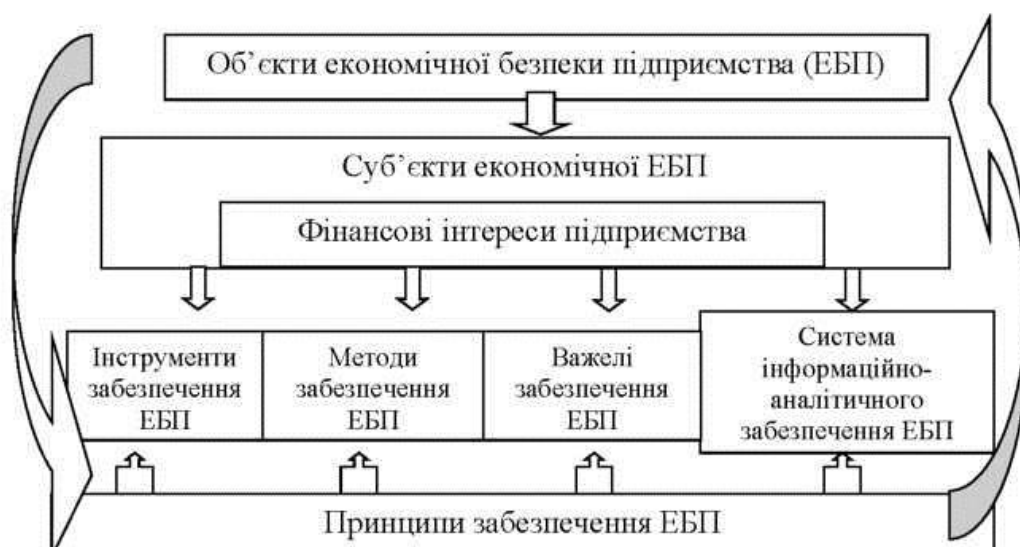 Об’єкти економічної безпеки підприємства (ЕБП)
Суб’єкти економічної ЕБП
Фінансові інтереси підприємства
Інструменти
забезпечення
ЕБП
Методи
забезпечення
ЕБП
Важелі
забезпечення
ЕБП
Система
інформаційно-
аналітичного
забезпечення ЕБП
Принципи забезпечення ЕБП